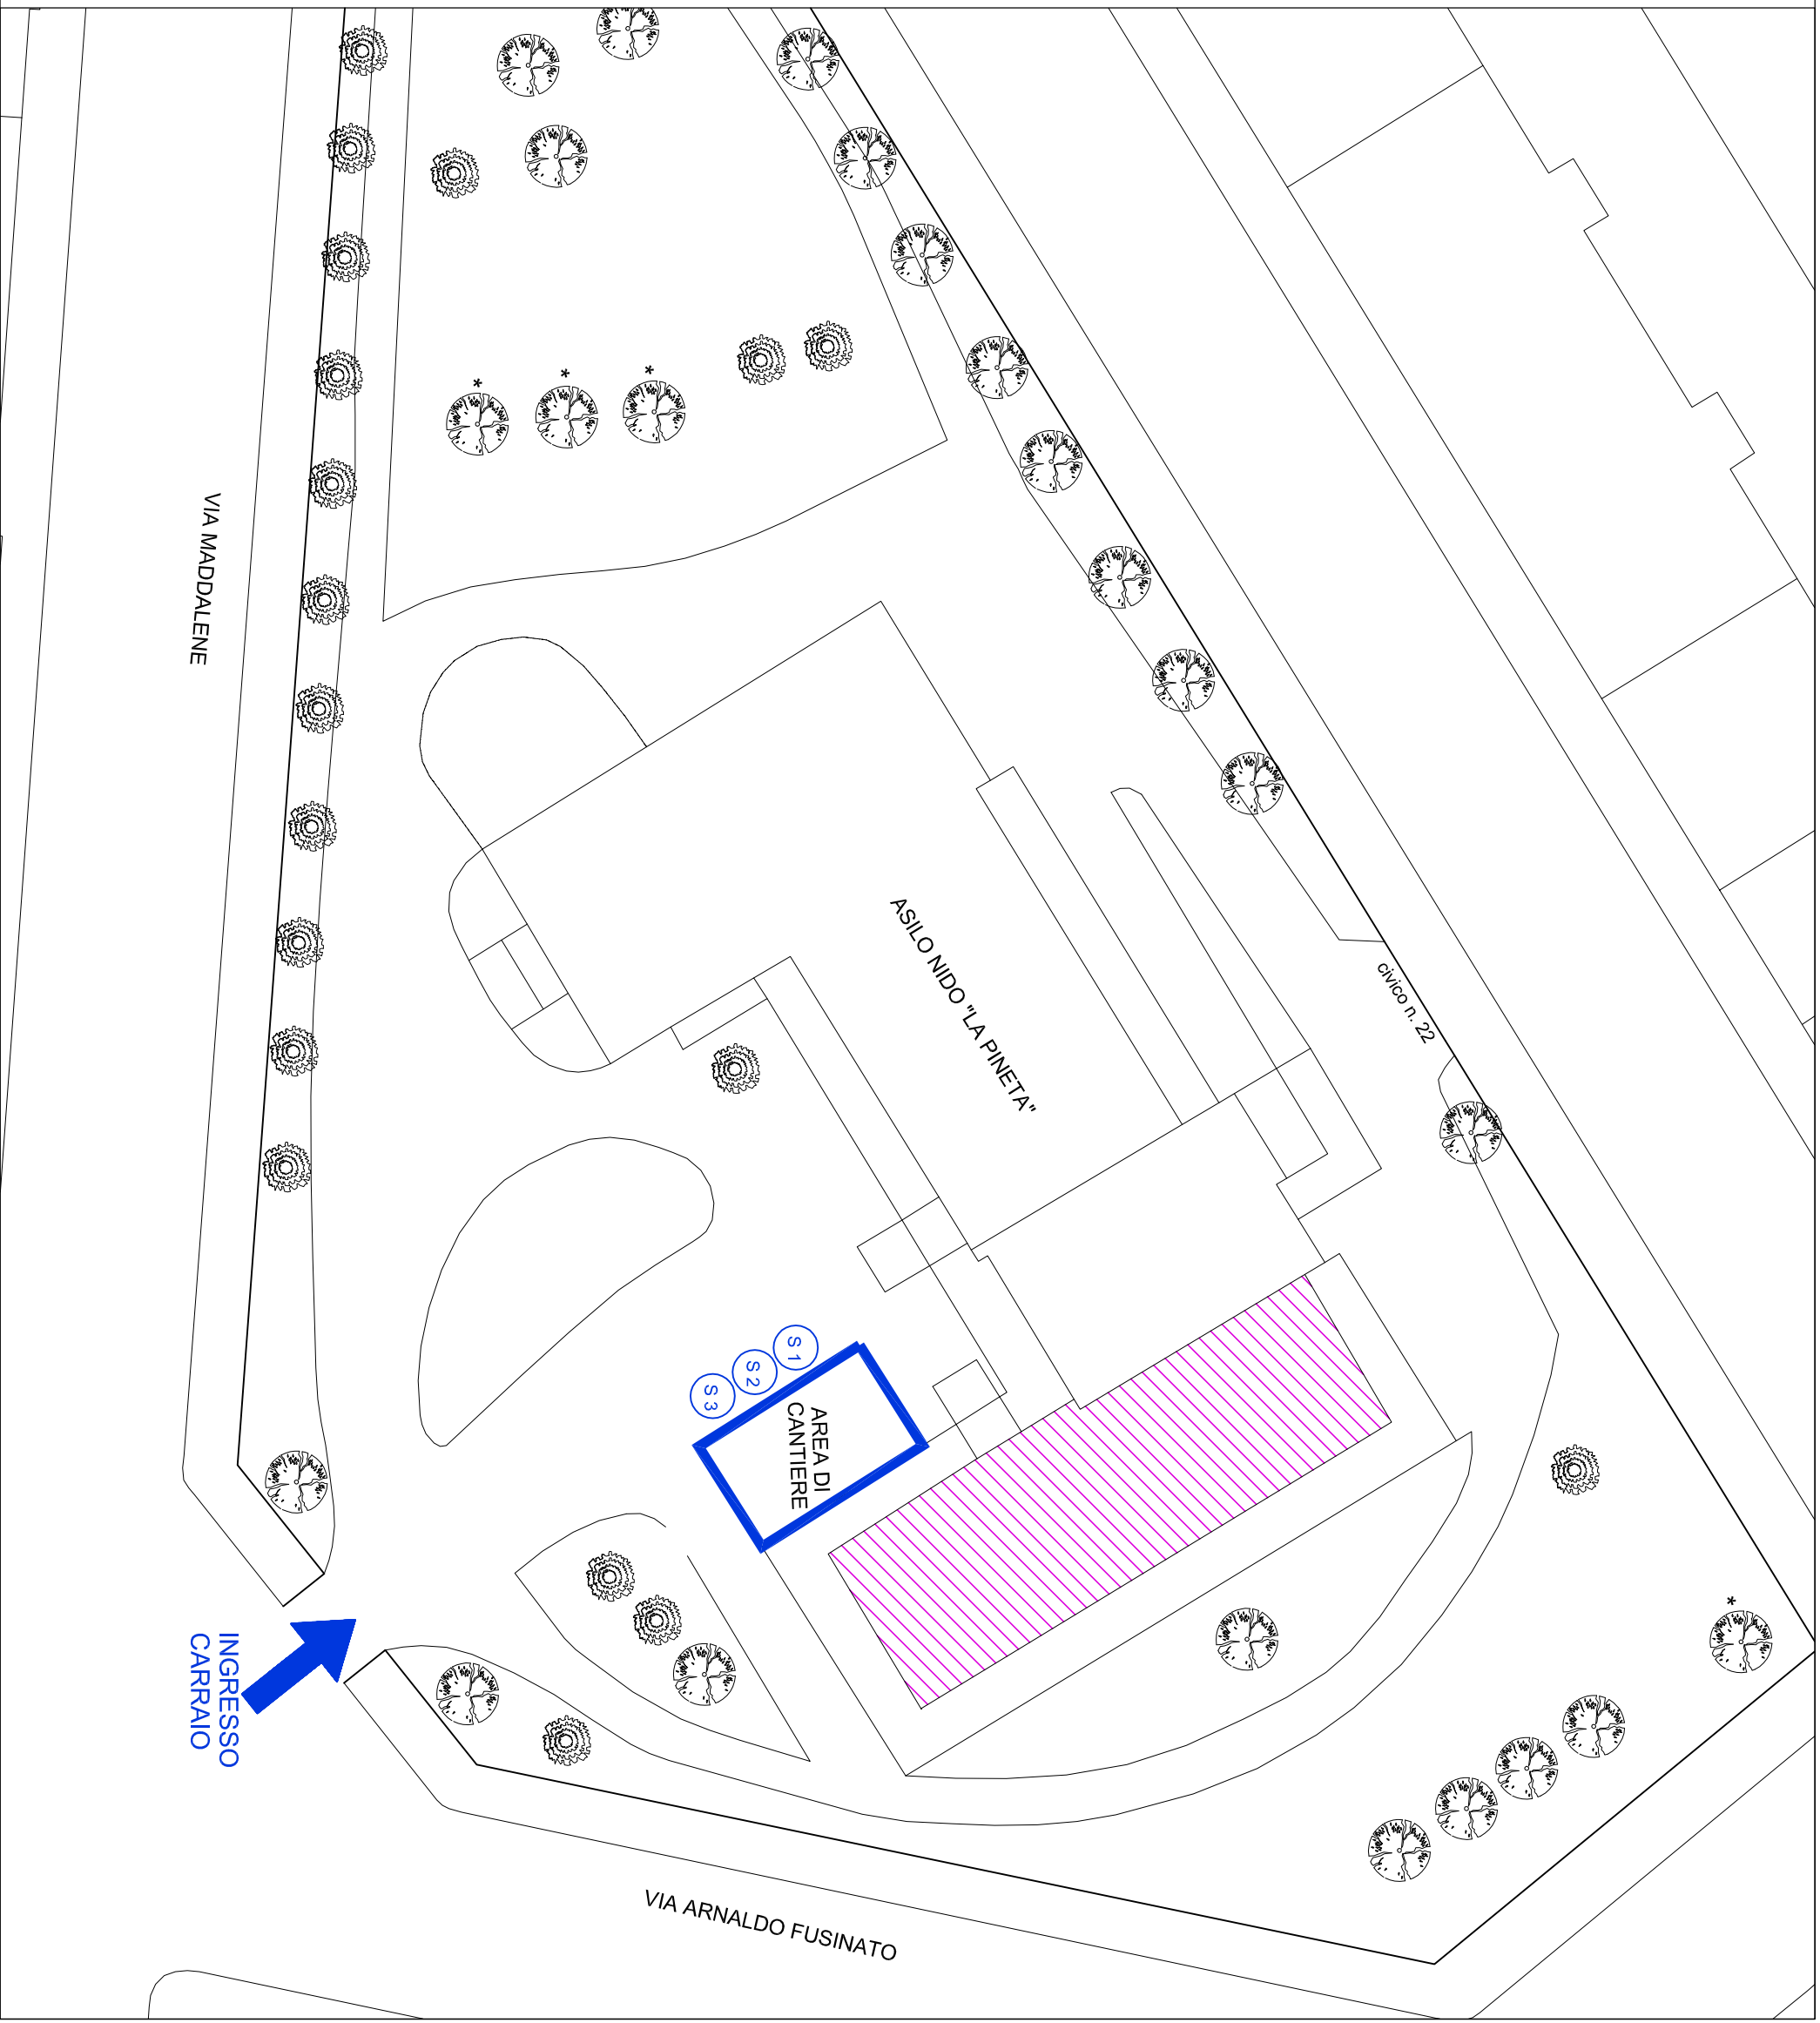 VIA MADDALENE
ASILO NIDO "LA PINETA"
civico n. 22
S 1
S 2
S 3
AREA DI
CANTIERE
INGRESSO
CARRAIO
VIA ARNALDO FUSINATO
*
*
*
*